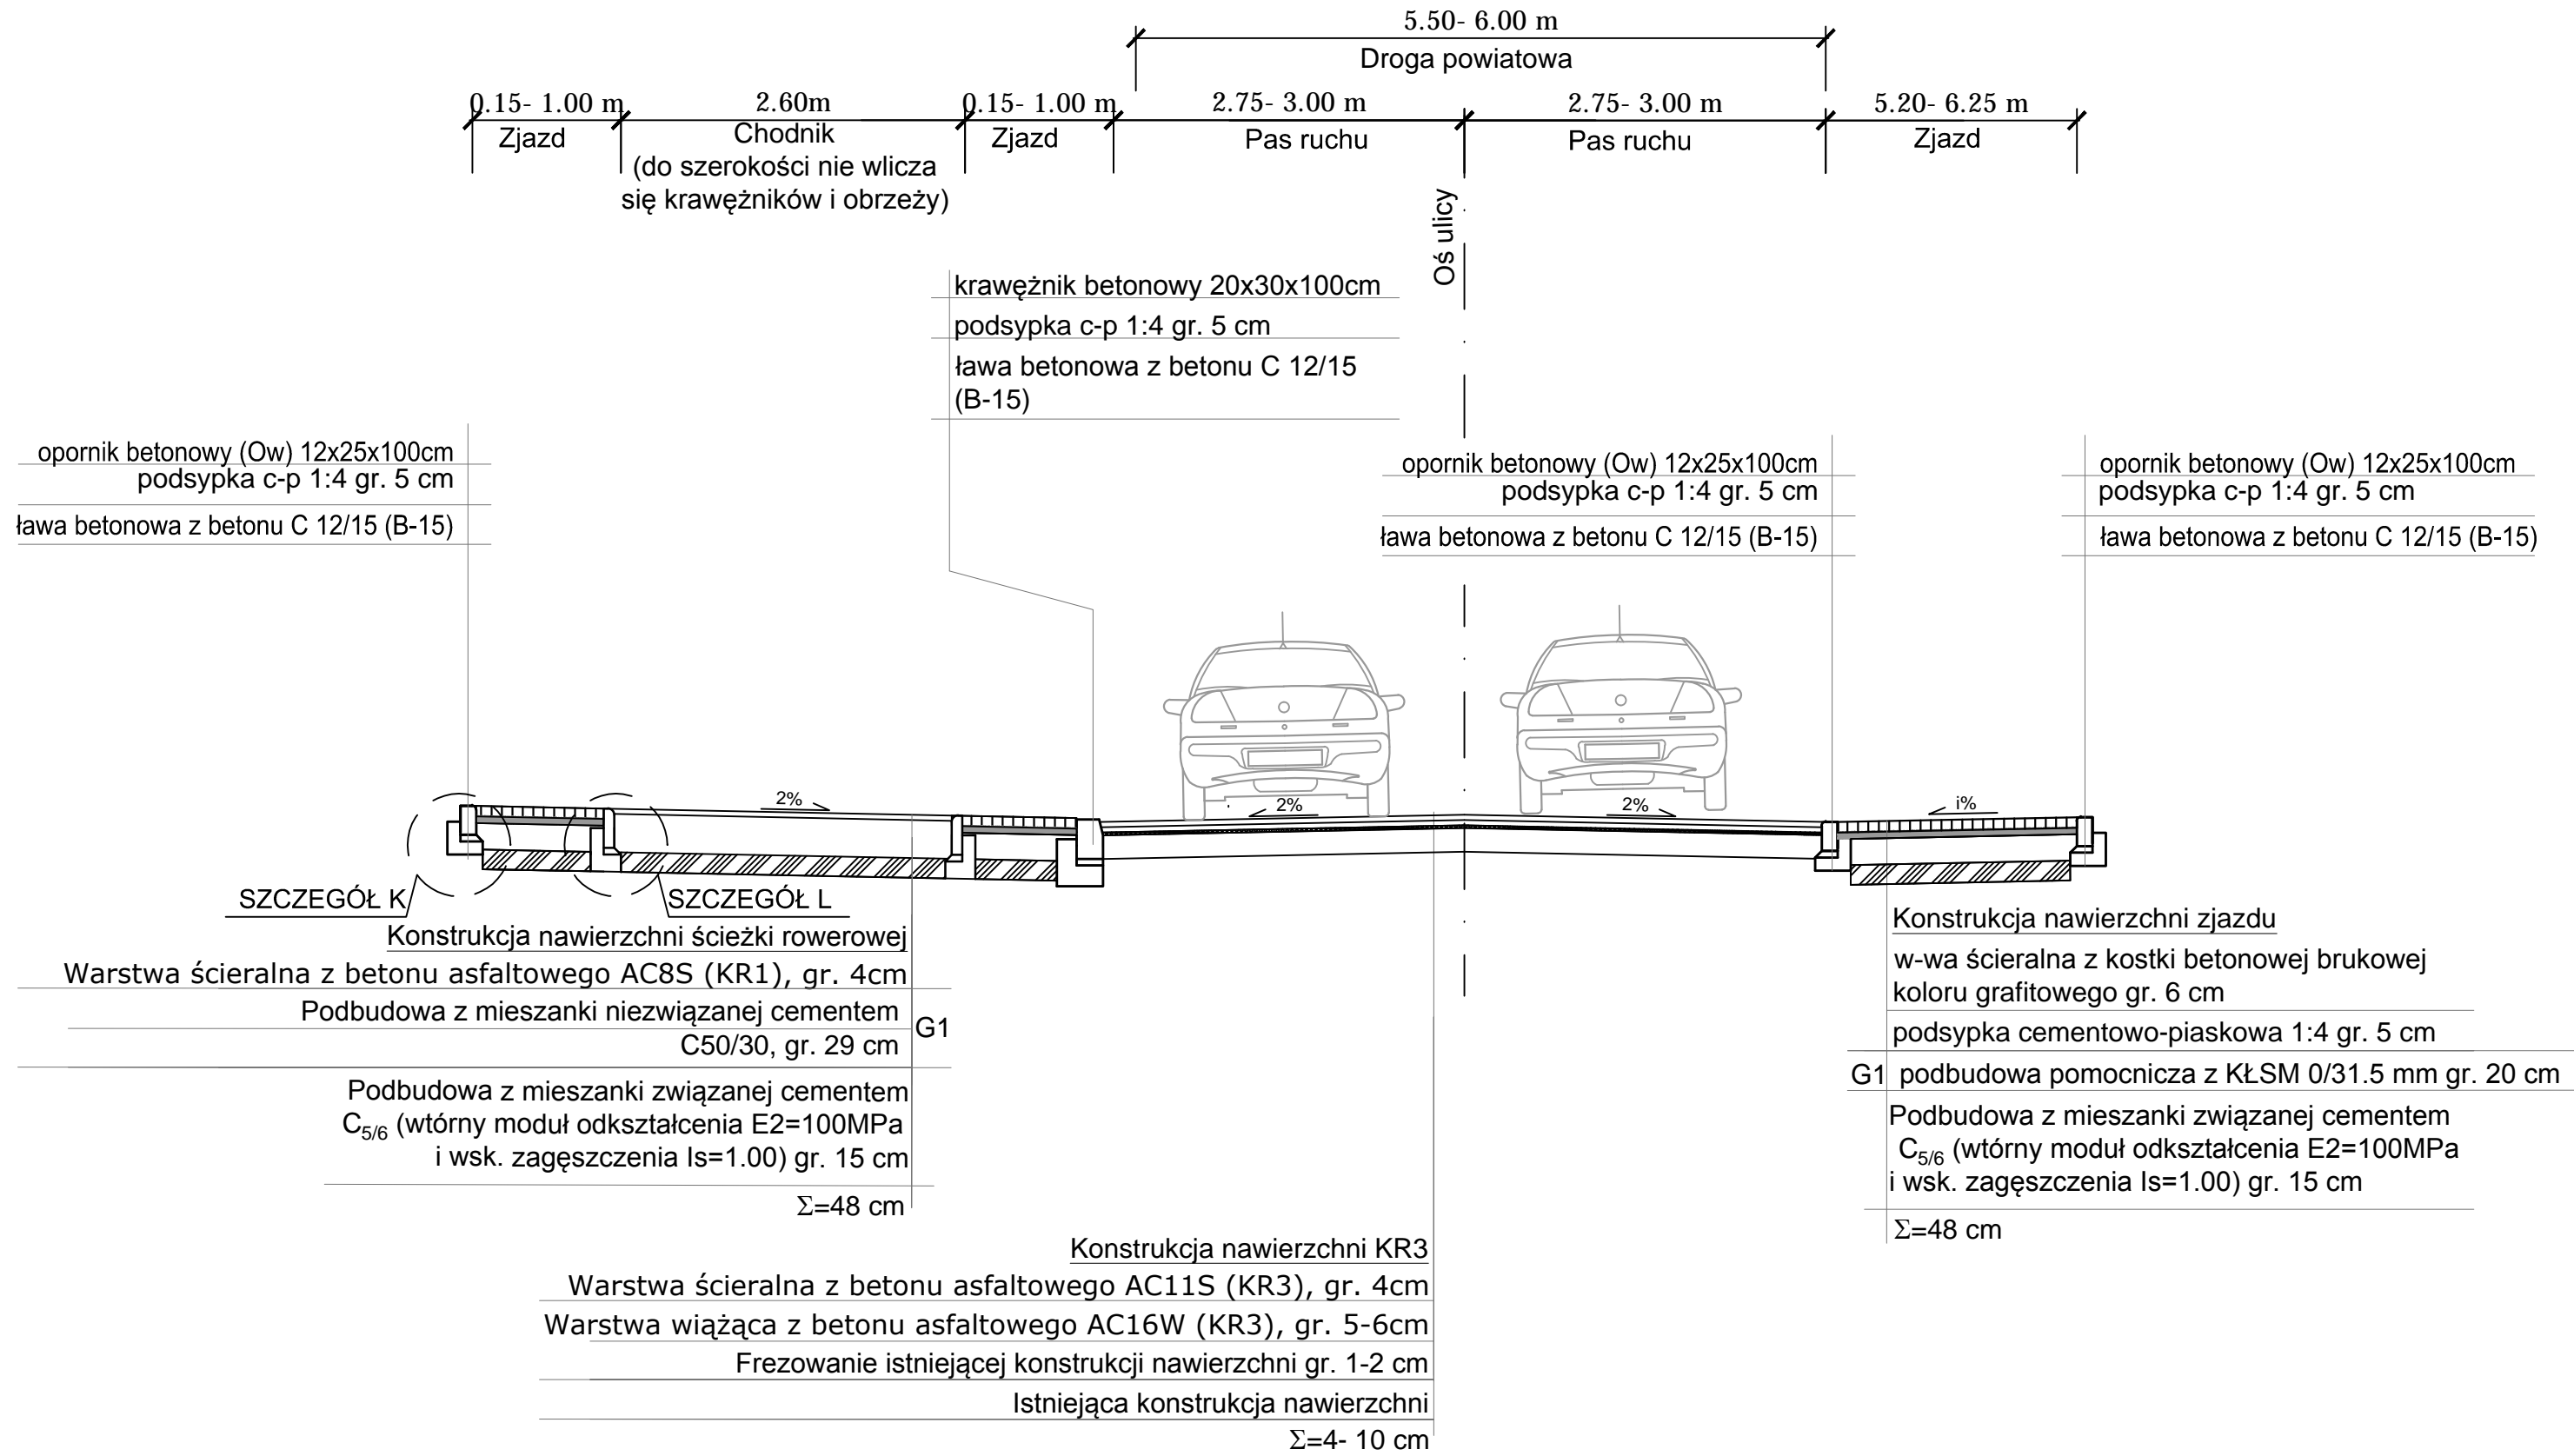 5.50- 6.00 m
Droga powiatowa
0.15- 1.00 m
Zjazd
2.60m
Chodnik
(do szerokości nie wlicza
się krawężników i obrzeży)
0.15- 1.00 m
Zjazd
2.75- 3.00 m
Pas ruchu
2.75- 3.00 m
Pas ruchu
5.20- 6.25 m
Zjazd
Oś ulicy
krawężnik betonowy 20x30x100cm
podsypka c-p 1:4 gr. 5 cm
ława betonowa z betonu C 12/15
(B-15)
opornik betonowy (Ow) 12x25x100cm
podsypka c-p 1:4 gr. 5 cm
ława betonowa z betonu C 12/15 (B-15)
opornik betonowy (Ow) 12x25x100cm
podsypka c-p 1:4 gr. 5 cm
ława betonowa z betonu C 12/15 (B-15)
opornik betonowy (Ow) 12x25x100cm
podsypka c-p 1:4 gr. 5 cm
ława betonowa z betonu C 12/15 (B-15)
2%
2%
2%
i%
SZCZEGÓŁ K
SZCZEGÓŁ L
Konstrukcja nawierzchni ścieżki rowerowej
Warstwa ścieralna z betonu asfaltowego AC8S (KR1), gr. 4cm
Podbudowa z mieszanki niezwiązanej cementem
C50/30, gr. 29 cm
G1
Podbudowa z mieszanki związanej cementem
C5/6 (wtórny moduł odkształcenia E2=100MPa
i wsk. zagęszczenia Is=1.00) gr. 15 cm
Σ=48 cm
Konstrukcja nawierzchni zjazdu
w-wa ścieralna z kostki betonowej brukowej
koloru grafitowego gr. 6 cm
podsypka cementowo-piaskowa 1:4 gr. 5 cm
G1 podbudowa pomocnicza z KŁSM 0/31.5 mm gr. 20 cm
Podbudowa z mieszanki związanej cementem
C5/6 (wtórny moduł odkształcenia E2=100MPa
i wsk. zagęszczenia Is=1.00) gr. 15 cm
Σ=48 cm
Konstrukcja nawierzchni KR3
Warstwa ścieralna z betonu asfaltowego AC11S (KR3), gr. 4cm
Warstwa wiążąca z betonu asfaltowego AC16W (KR3), gr. 5-6cm
Frezowanie istniejącej konstrukcji nawierzchni gr. 1-2 cm
Istniejąca konstrukcja nawierzchni
Σ=4- 10 cm